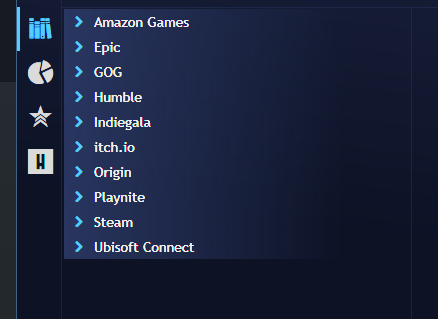 Amazon Games
Epic
GOG
Humble
Indiegala
itch.io
Origin
Playnite
Steam
Ubisoft Connect
H